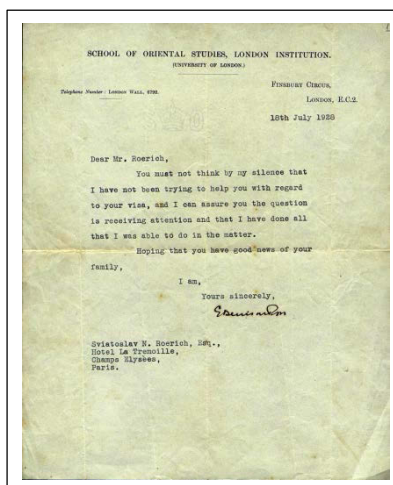 SCHOOL OF ORIENTAL STUDIES, LONDON INSTITUTION.
(UNIVERSITY OF LONDON.)
Telephone Number: LONDON WALL,
FINSBURY CIRCUS,
LONDON, E.C.2.
18th July 1928
Dear Mr. Roerich,
You must not think by my silence that
I have not been trying to help you with regard
to your visa, and I can assure you the question
is receiving attention and that I have done all
that I was able to do in the matter.
Hoping that you have good news of your
family,
I am,
Yours sincerely,
Sviatoslav N. Roerich, Esq.,
Hotel La Tremoille,
Champs Elysées,
Paris.